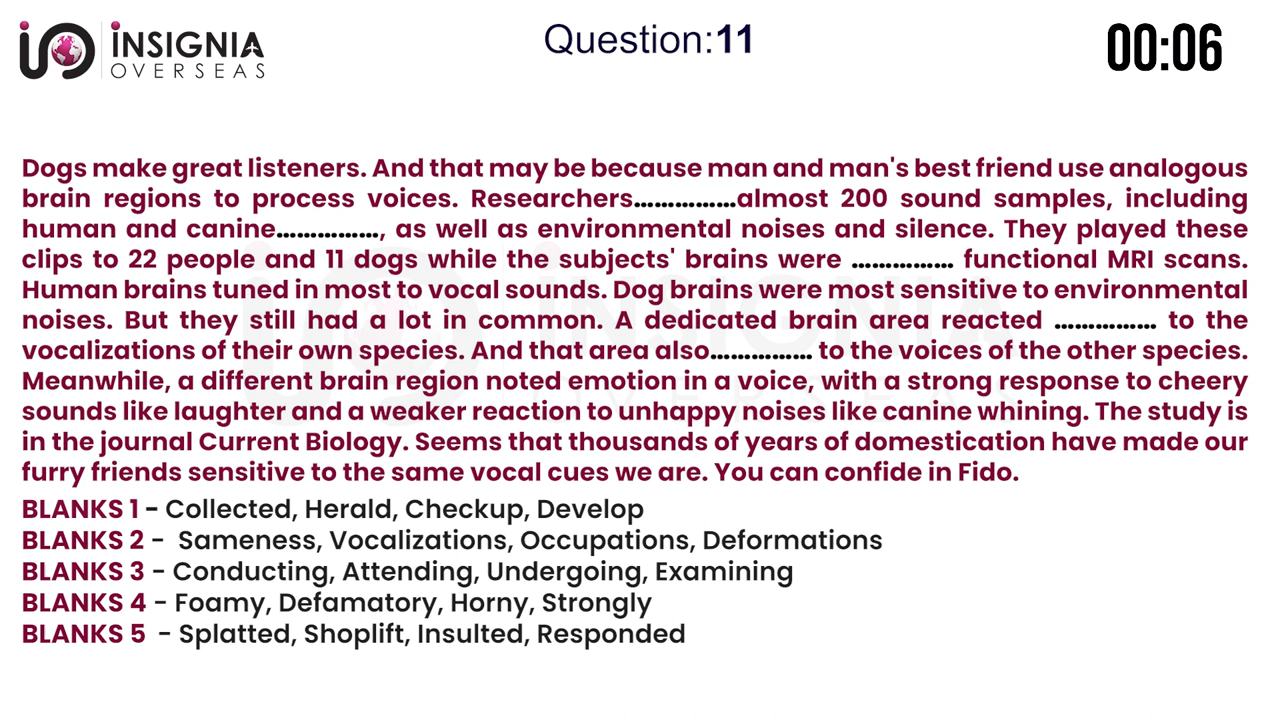 iO INSIGNIA
OVERSEAS
Question:11
00:06
Dogs make great listeners. And that may be because man and man's best friend use analogous
brain regions to process voices. Researchers……………almost 200 sound samples, including
human and canine……………, as well as environmental noises and silence. They played these
clips to 22 people and 11 dogs while the subjects' brains were …………… functional MRI scans.
Human brains tuned in most to vocal sounds. Dog brains were most sensitive to environmental
noises. But they still had a lot in common. A dedicated brain area reacted …………… to the
vocalizations of their own species. And that area also…………… to the voices of the other species.
Meanwhile, a different brain region noted emotion in a voice, with a strong response to cheery
sounds like laughter and a weaker reaction to unhappy noises like canine whining. The study is
in the journal Current Biology. Seems that thousands of years of domestication have made our
furry friends sensitive to the same vocal cues we are. You can confide in Fido.
BLANKS 1 – Collected, Herald, Checkup, Develop
BLANKS 2 – Sameness, Vocalizations, Occupations, Deformations
BLANKS 3 – Conducting, Attending, Undergoing, Examining
BLANKS 4 – Foamy, Defamatory, Horny, Strongly
BLANKS 5 – Splatted, Shoplift, Insulted, Responded